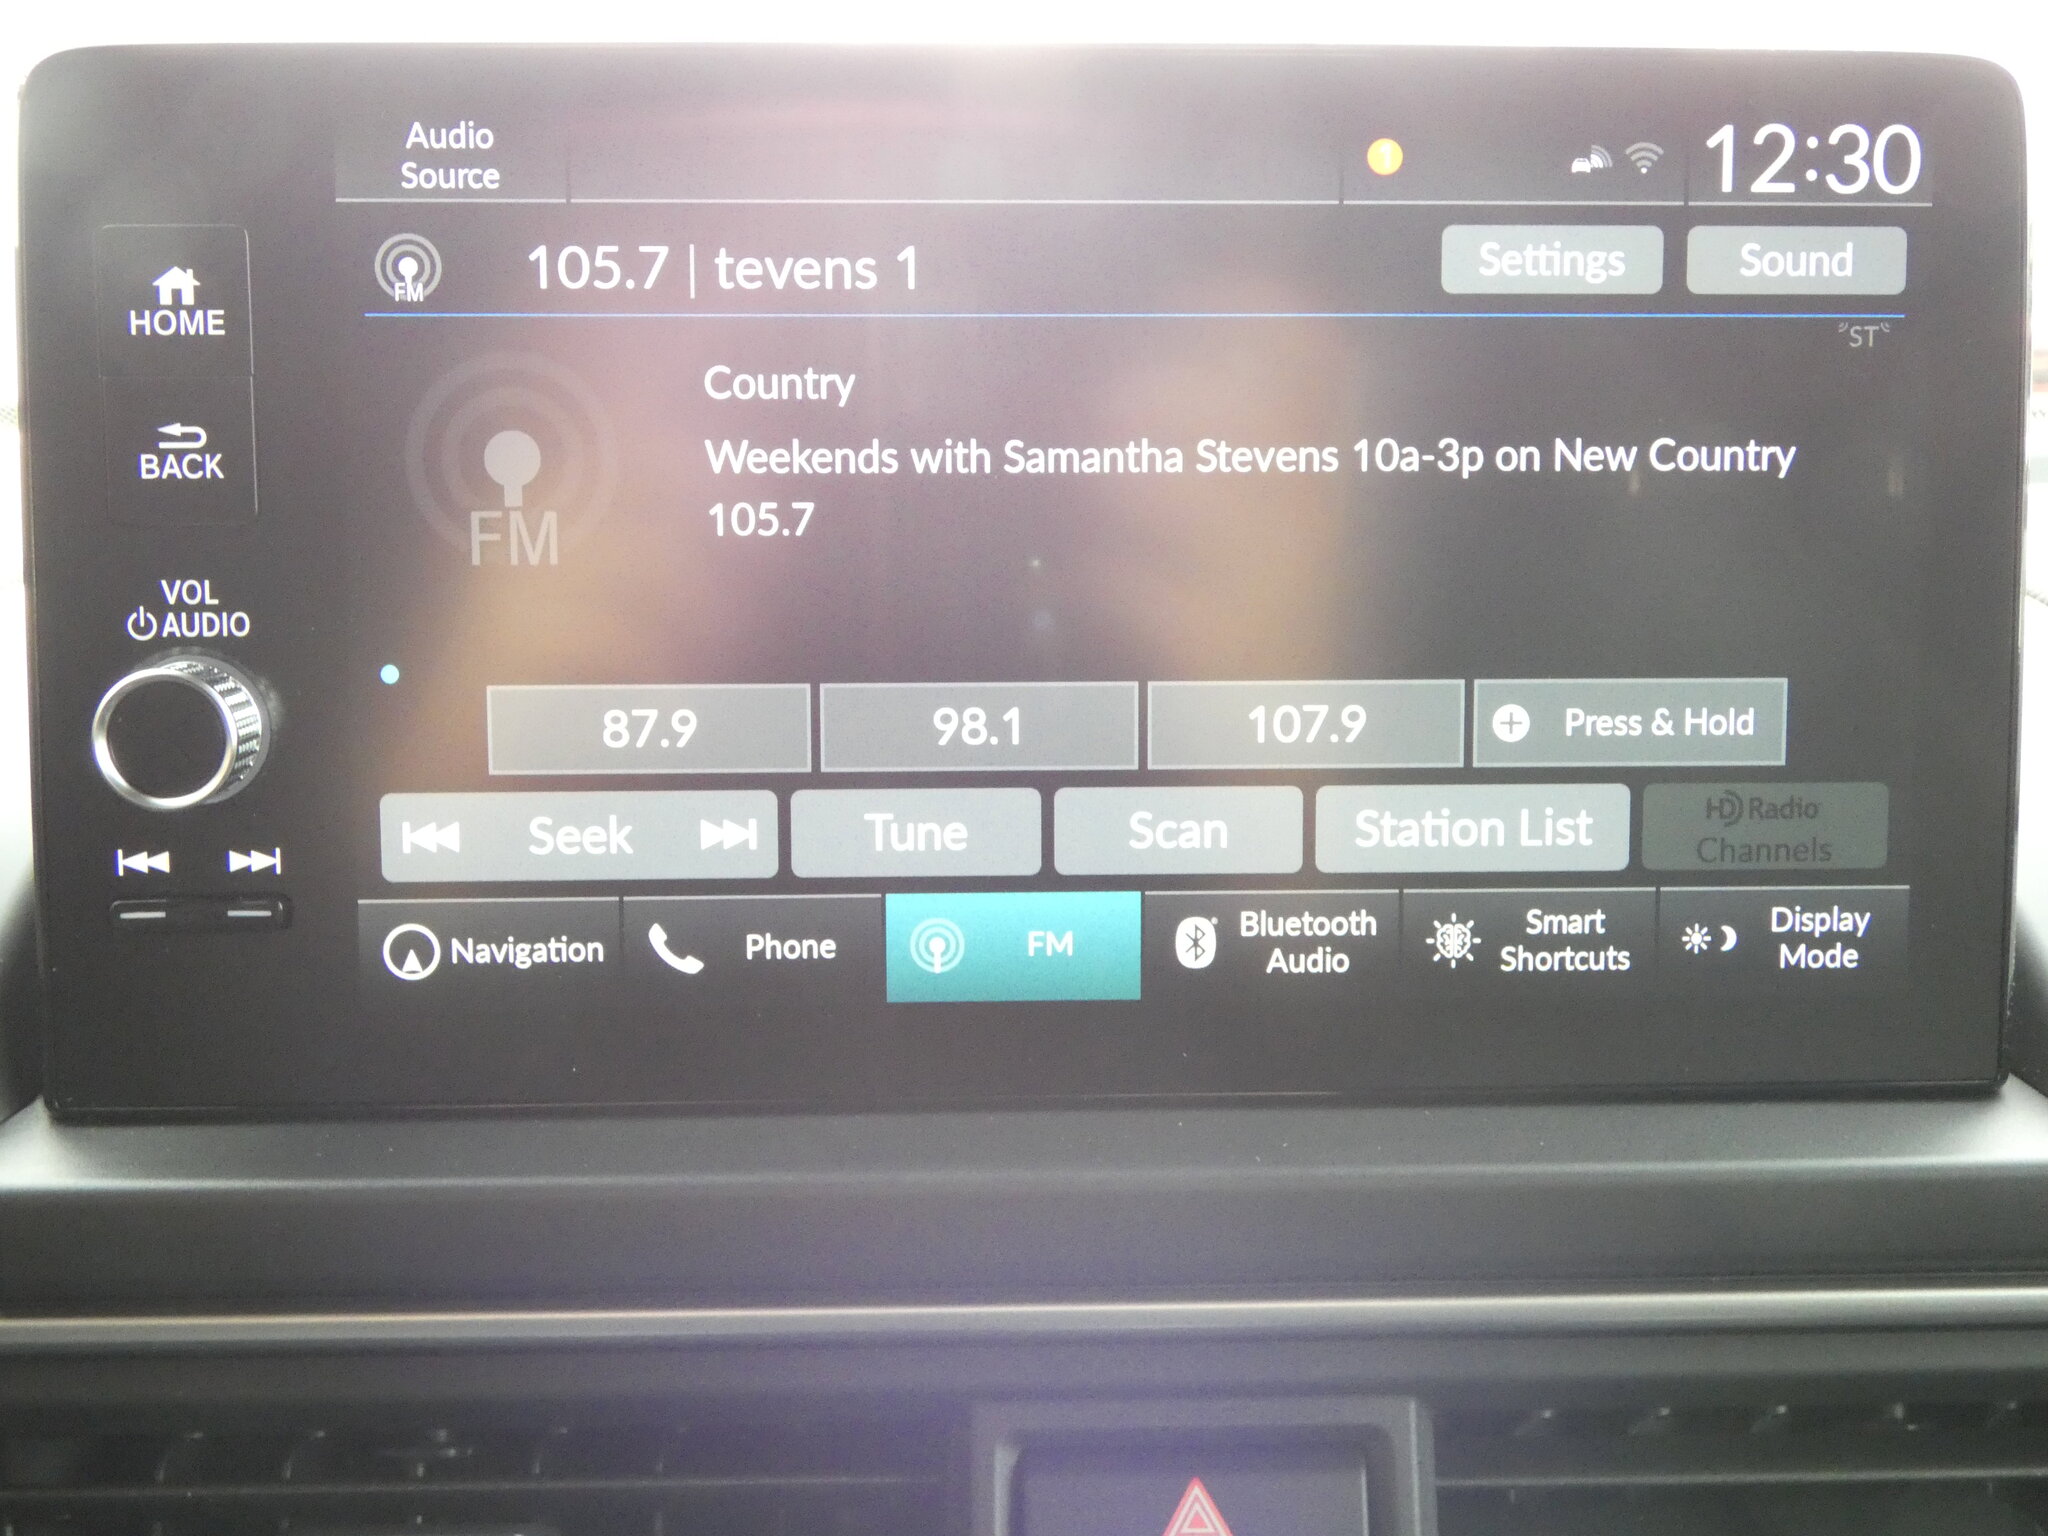 Audio
Source
1
12:30
FM
105.7 | tevens 1
Settings
Sound
ST
HOME
BACK
VOL
AUDIO
FM
Country
Weekends with Samantha Stevens 10a-3p on New Country
105.7
87.9
98.1
107.9
Press & Hold
Seek
Tune
Scan
Station List
HD Radio
Channels
Navigation
Phone
FM
Bluetooth
Audio
Smart
Shortcuts
Display
Mode